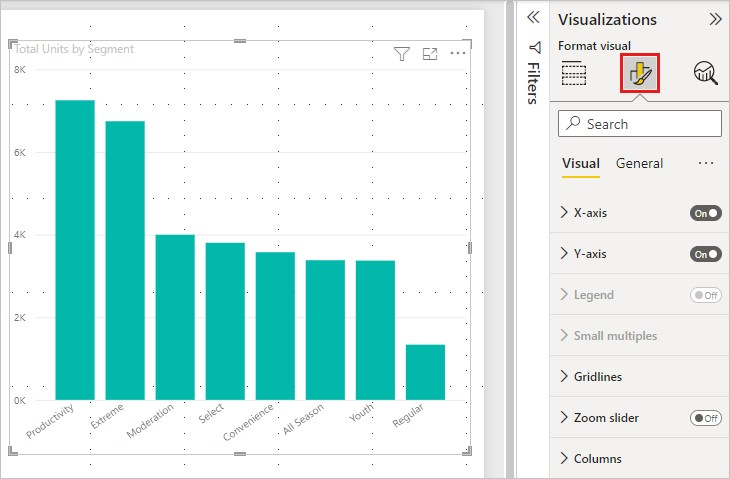 Total Units by Segment
8K
6K
4K
2K
0K
Productivity
Extreme
Moderation
Select
Convenience
All Season
Youth
Regular
Filters
Visualizations
Format visual
Search
Visual General
X-axis On
Y-axis On
Legend Off
Small multiples
Gridlines
Zoom slider Off
Columns